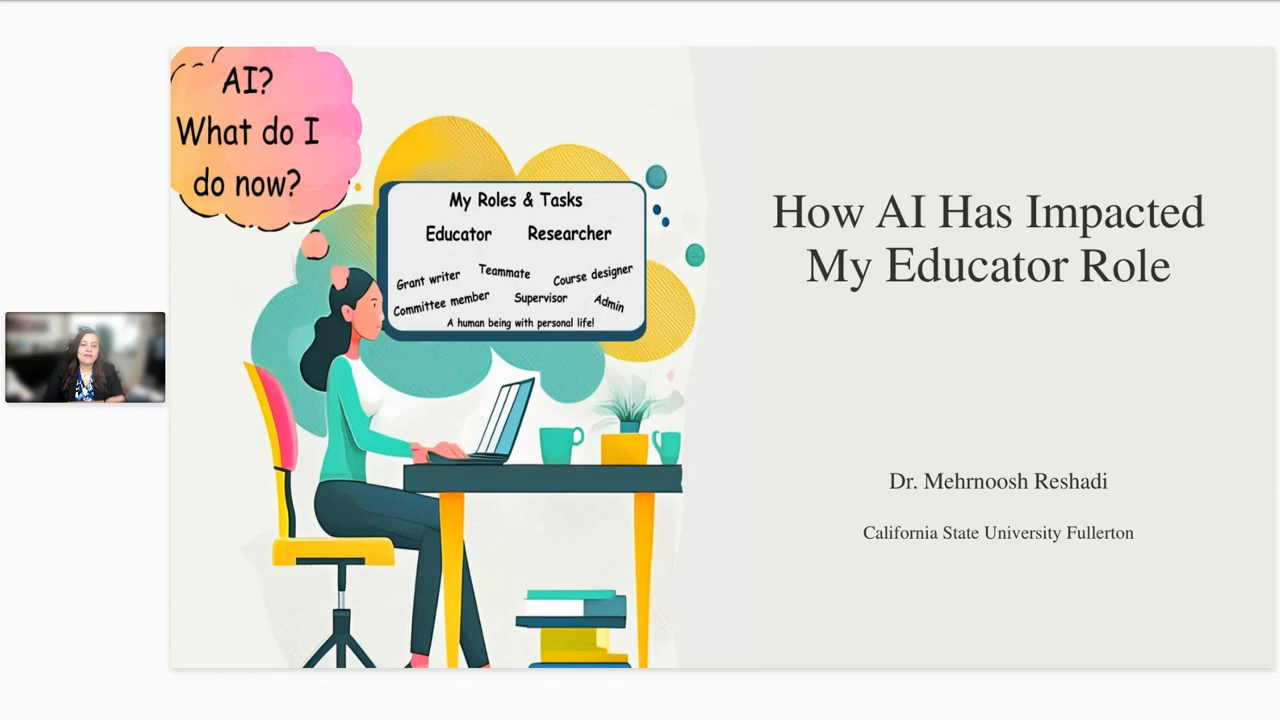 AI?
What do I
do now?
My Roles & Tasks
Educator Researcher
Grant writer Teammate Course designer
Committee member Supervisor Admin
A human being with personal life!
How AI Has Impacted
My Educator Role
Dr. Mehrnoosh Reshadi
California State University Fullerton